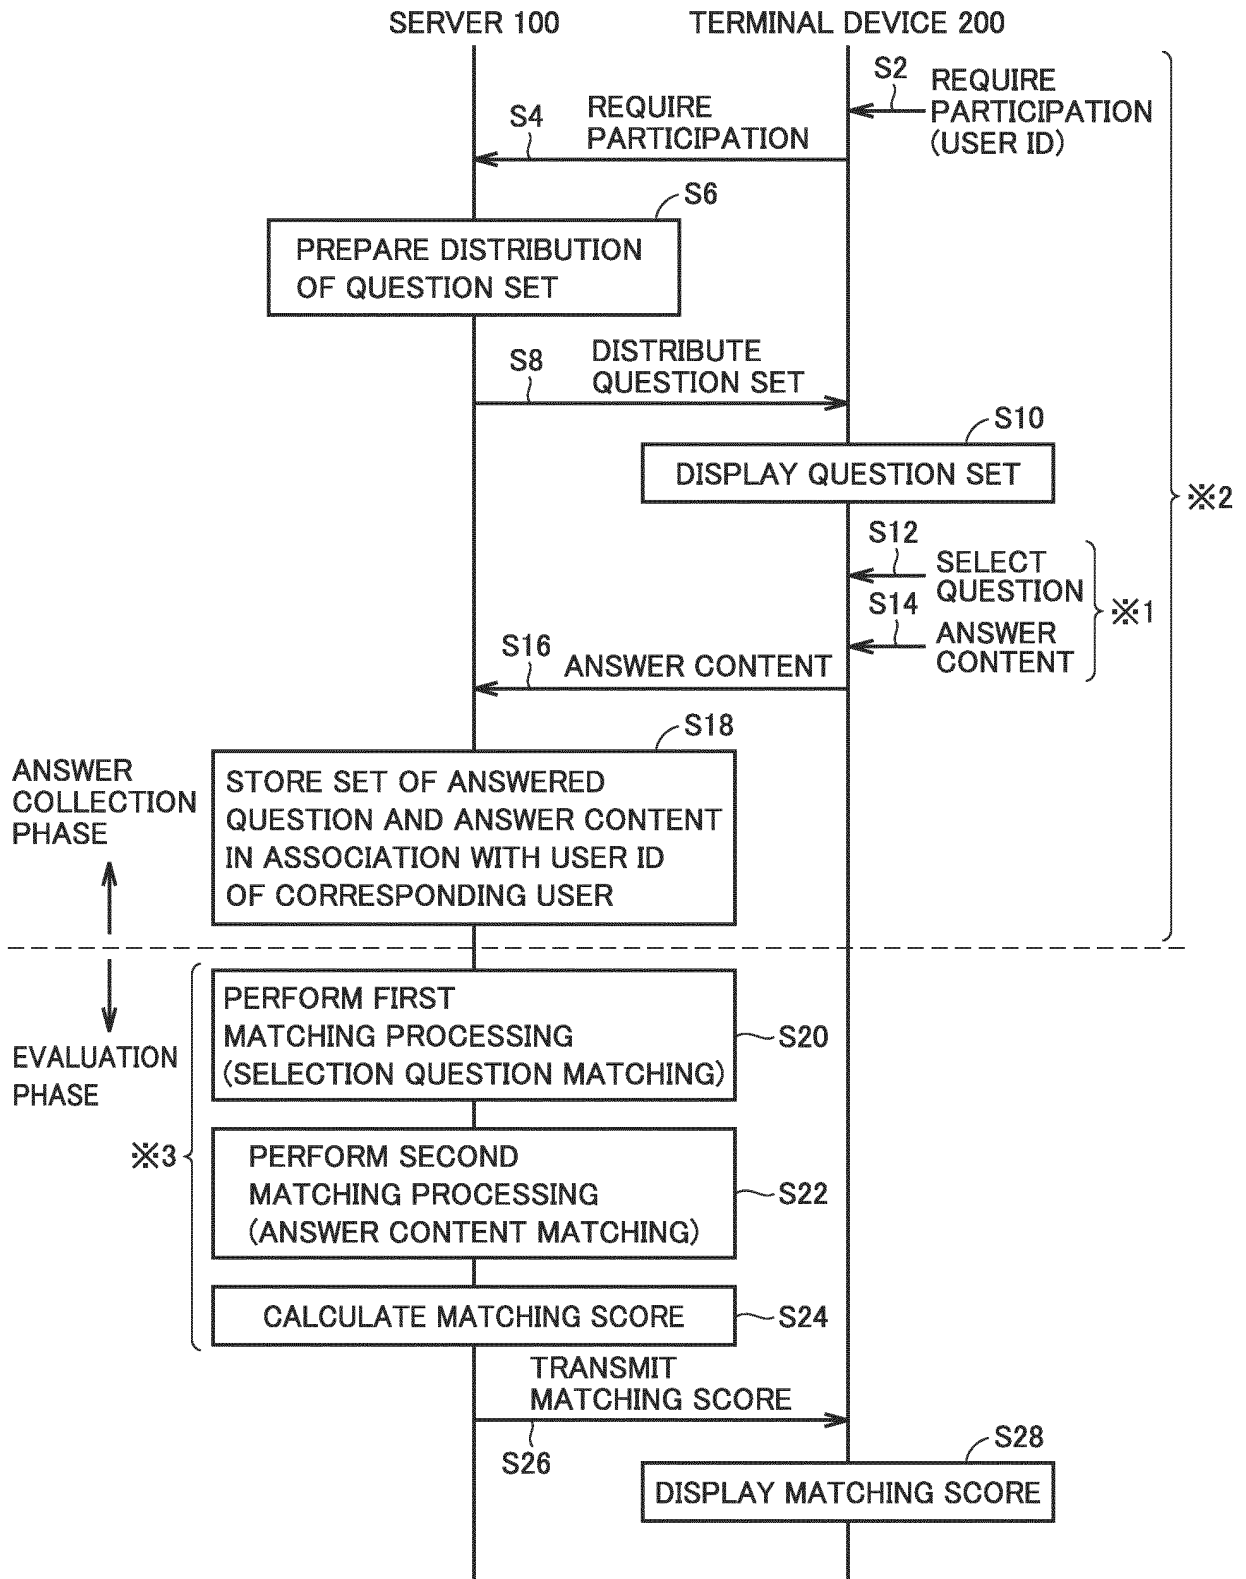 SERVER 100
TERMINAL DEVICE 200
S2
REQUIRE
PARTICIPATION
(USER ID)
S4
REQUIRE
PARTICIPATION
S6
PREPARE DISTRIBUTION
OF QUESTION SET
S8
DISTRIBUTE
QUESTION SET
S10
DISPLAY QUESTION SET
※2
S12
SELECT
QUESTION
※1
S14
ANSWER
CONTENT
S16
ANSWER CONTENT
S18
STORE SET OF ANSWERED
QUESTION AND ANSWER CONTENT
IN ASSOCIATION WITH USER ID
OF CORRESPONDING USER
ANSWER
COLLECTION
PHASE
EVALUATION
PHASE
※3
PERFORM FIRST
MATCHING PROCESSING
(SELECTION QUESTION MATCHING)
S20
PERFORM SECOND
MATCHING PROCESSING
(ANSWER CONTENT MATCHING)
S22
CALCULATE MATCHING SCORE
S24
TRANSMIT
MATCHING SCORE
S26
S28
DISPLAY MATCHING SCORE